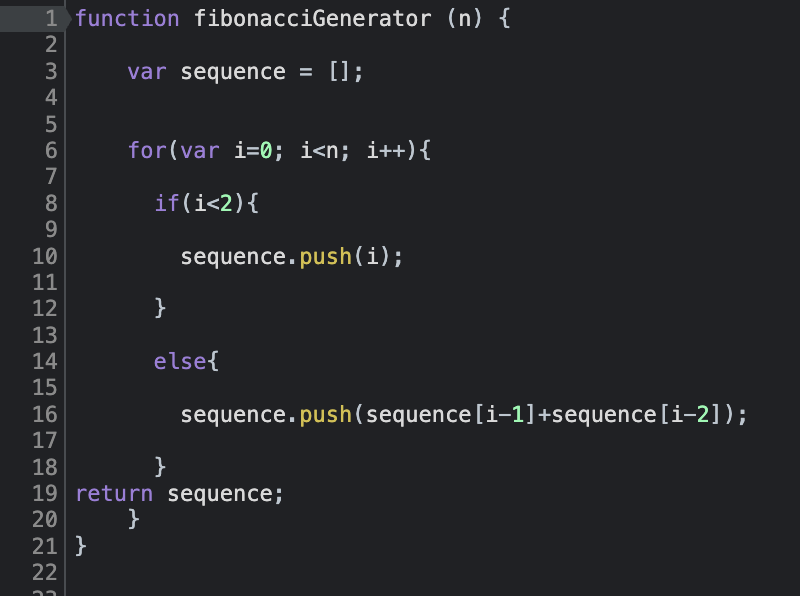 1 function fibonacciGenerator (n) {
2
3     var sequence = [];
4
5
6     for(var i=0; i<n; i++){
7
8       if(i<2){
9
10         sequence.push(i);
11
12       }
13
14       else{
15
16         sequence.push(sequence[i-1]+sequence[i-2]);
17
18       }
19 return sequence;
20     }
21 }
22